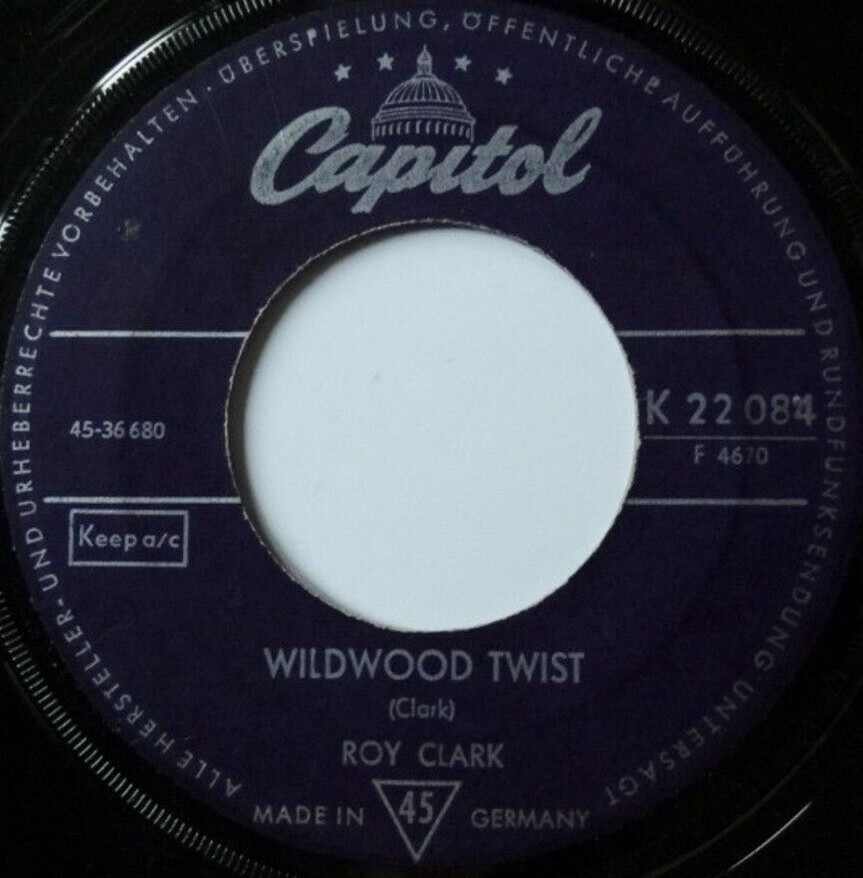 ALLE HERSTELLER- UND URHEBERRECHTE VORBEHALTEN. ÜBERSPIELUNG, ÖFFENTLICHE AUFFÜHRUNG UND RUNDFUNKSENDUNG UNTERSAGT
Capitol
45-36 680
K 22 084
F 4670
Keep a/c
WILDWOOD TWIST
(Clark)
ROY CLARK
MADE IN 45 GERMANY